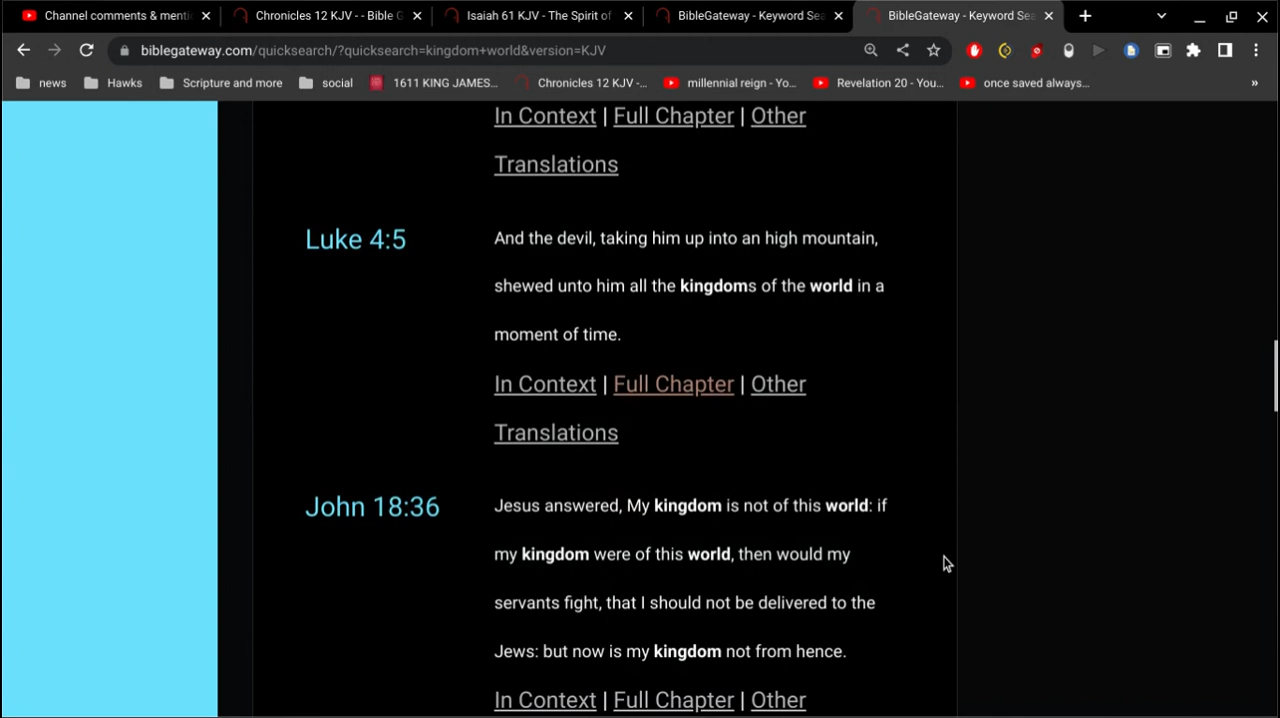 Channel comments & menti
Chronicles 12 KJV - - Bible G
Isaiah 61 KJV - The Spirit of
BibleGateway - Keyword Sea
BibleGateway - Keyword Sea
biblegateway.com/quicksearch/?quicksearch=kingdom+world&version=KJV
news
Hawks
Scripture and more
social
1611 KING JAMES...
Chronicles 12 KJV -...
millennial reign - Yo...
Revelation 20 - You...
once saved always...
»
In Context | Full Chapter | Other
Translations
Luke 4:5
And the devil, taking him up into an high mountain,
shewed unto him all the kingdoms of the world in a
moment of time.
In Context | Full Chapter | Other
Translations
John 18:36
Jesus answered, My kingdom is not of this world: if
my kingdom were of this world, then would my
servants fight, that I should not be delivered to the
Jews: but now is my kingdom not from hence.
In Context | Full Chapter | Other